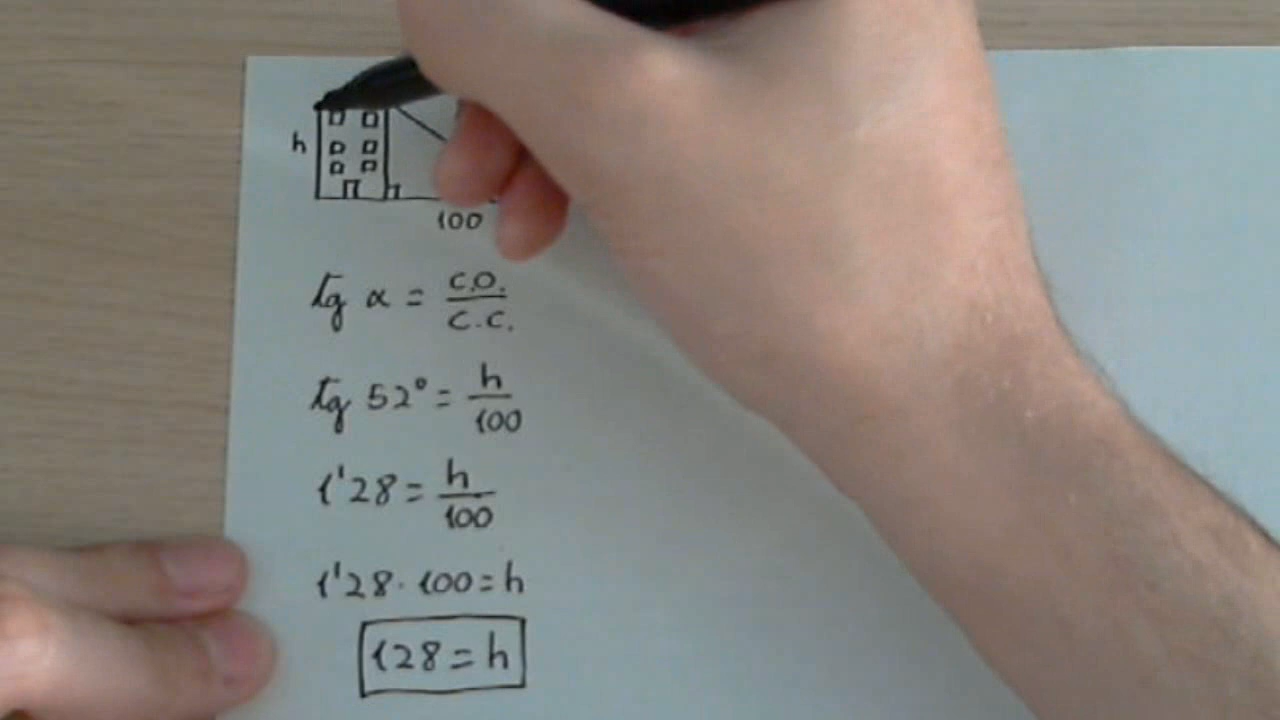 h
100
tg α = C.O. / C.C.
tg 52° = h / 100
1'28 = h / 100
1'28 · 100 = h
128 = h